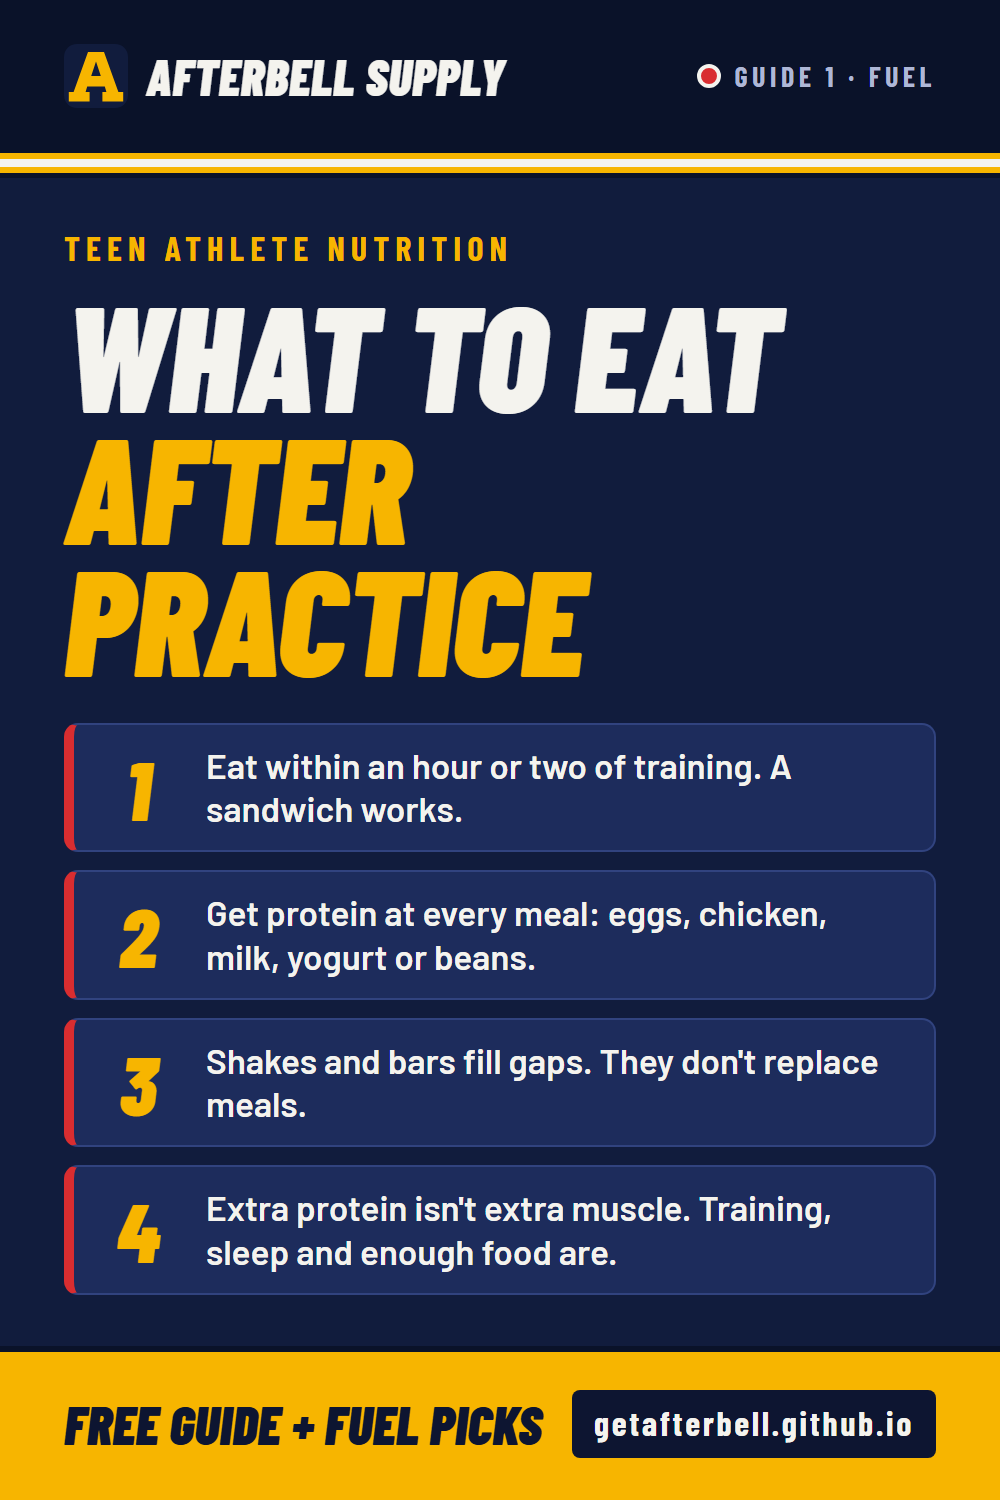 A AFTERBELL SUPPLY
GUIDE 1 · FUEL
TEEN ATHLETE NUTRITION
WHAT TO EAT
AFTER
PRACTICE
1
Eat within an hour or two of training. A
sandwich works.
2
Get protein at every meal: eggs, chicken,
milk, yogurt or beans.
3
Shakes and bars fill gaps. They don't replace
meals.
4
Extra protein isn't extra muscle. Training,
sleep and enough food are.
FREE GUIDE + FUEL PICKS
getafterbell.github.io